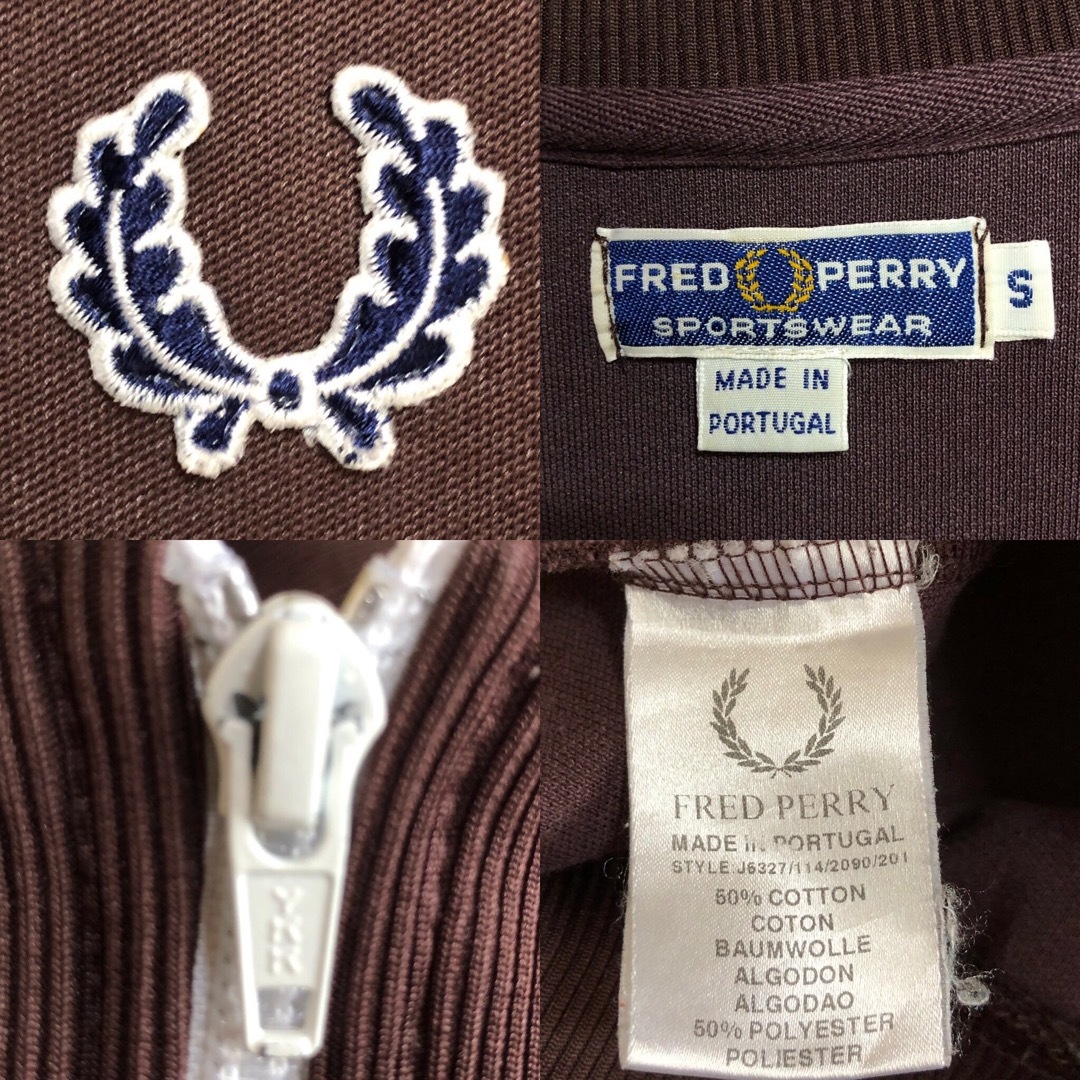 FRED PERRY
SPORTSWEAR
S
MADE IN
PORTUGAL
YKK
FRED PERRY
MADE in PORTUGAL
STYLE:J6327/114/2090/201
50% COTTON
COTON
BAUMWOLLE
ALGODON
ALGODAO
50% POLYESTER
POLIESTER